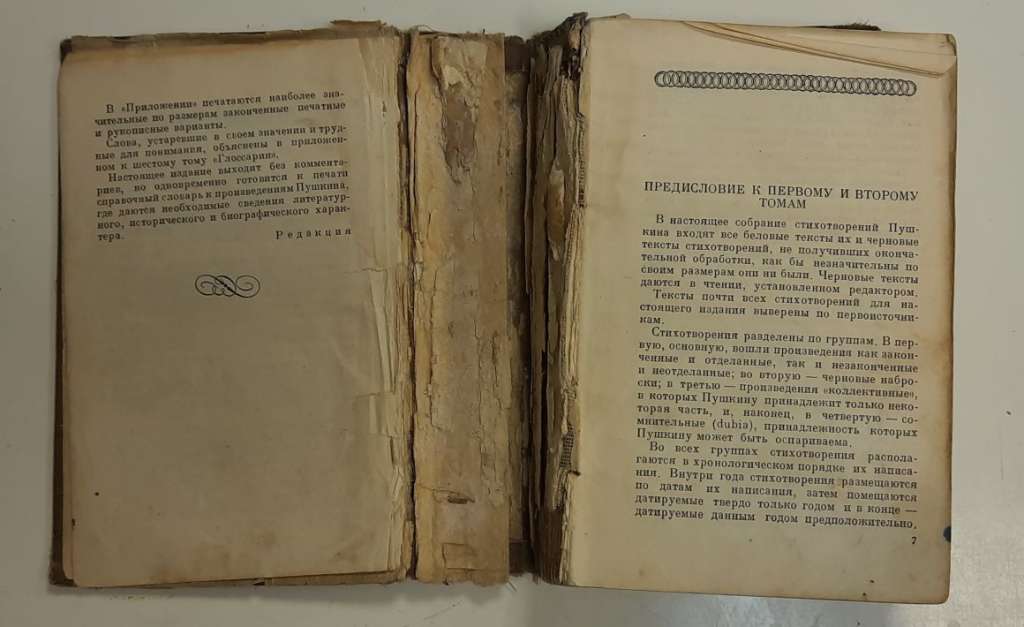 В «Приложении» печатаются наиболее зна-
чительные по размерам законченные печатные
и рукописные варианты.
Слова, устаревшие в своем значении и труд-
ные для понимания, объяснены в приложен-
ном к шестому тому «Глоссарии».
Настоящее издание выходит без коммента-
риев, но одновременно готовится к печати
справочный словарь к произведениям Пушкина,
где даются необходимые сведения литератур-
ного, исторического и биографического харак-
тера.
Редакция
ПРЕДИСЛОВИЕ К ПЕРВОМУ И ВТОРОМУ
ТОМАМ
В настоящее собрание стихотворений Пуш-
кина входят все беловые тексты их и черновые
тексты стихотворений, не получивших оконча-
тельной обработки, как бы незначительны по
своим размерам они ни были. Черновые тексты
даются в чтении, установленном редактором.
Тексты почти всех стихотворений для на-
стоящего издания выверены по первоисточни-
кам.
Стихотворения разделены по группам. В пер-
вую, основную, вошли произведения как закон-
ченные и отделанные, так и незаконченные
и неотделанные; во вторую — черновые наброс-
ки; в третью — произведения «коллективные»,
в которых Пушкину принадлежит только неко-
торая часть, и, наконец, в четвертую — со-
мнительные (dubia), принадлежность которых
Пушкину может быть оспариваема.
Во всех группах стихотворения распола-
гаются в хронологическом порядке их написа-
ния. Внутри года стихотворения размещаются
по датам их написания, затем помещаются
датируемые твердо только годом и в конце —
датируемые данным годом предположительно.
7